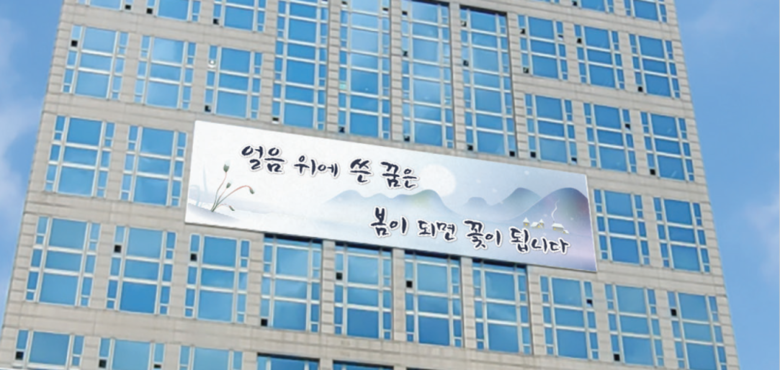 얼음 위에 쓴 꿈은
봄이 되면 꽃이 됩니다